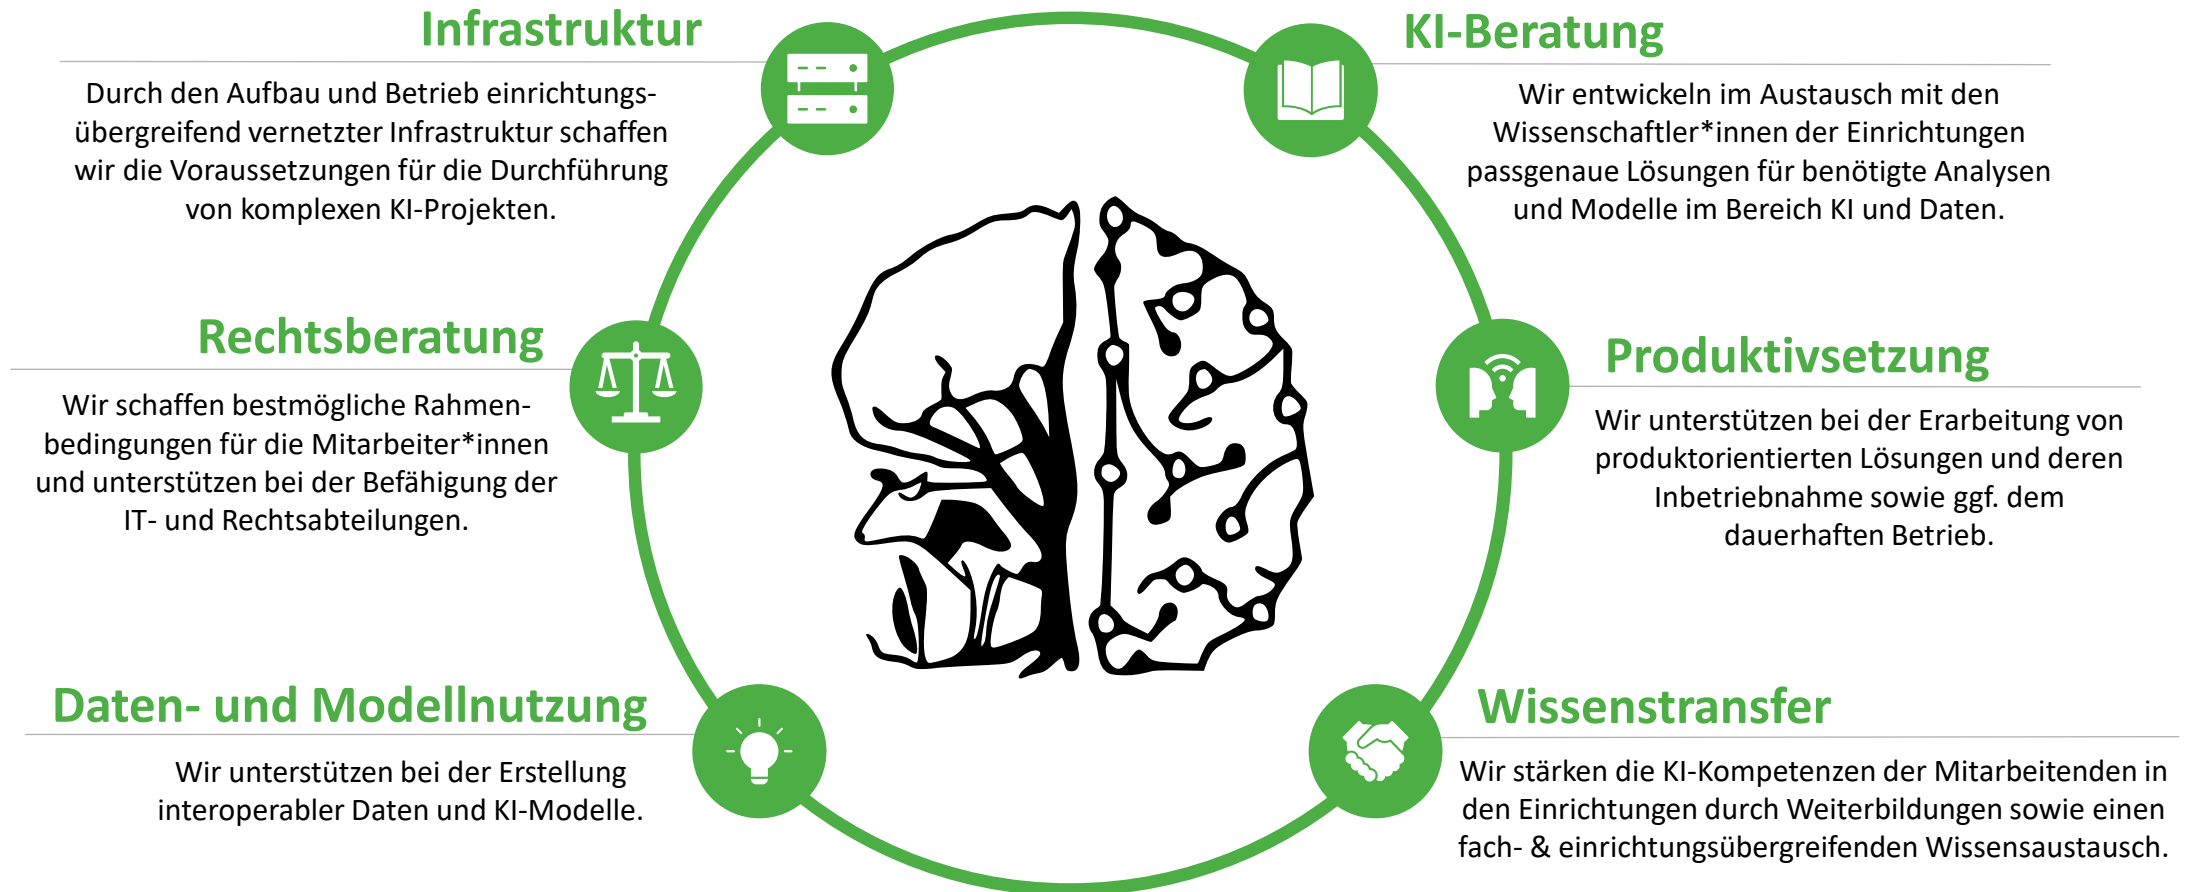 Infrastruktur
Durch den Aufbau und Betrieb einrichtungs-
übergreifend vernetzter Infrastruktur schaffen
wir die Voraussetzungen für die Durchführung
von komplexen KI-Projekten.
KI-Beratung
Wir entwickeln im Austausch mit den
Wissenschaftler*innen der Einrichtungen
passgenaue Lösungen für benötigte Analysen
und Modelle im Bereich KI und Daten.
Rechtsberatung
Wir schaffen bestmögliche Rahmen-
bedingungen für die Mitarbeiter*innen
und unterstützen bei der Befähigung der
IT- und Rechtsabteilungen.
Produktivsetzung
Wir unterstützen bei der Erarbeitung von
produktorientierten Lösungen und deren
Inbetriebnahme sowie ggf. dem
dauerhaften Betrieb.
Daten- und Modellnutzung
Wir unterstützen bei der Erstellung
interoperabler Daten und KI-Modelle.
Wissenstransfer
Wir stärken die KI-Kompetenzen der Mitarbeitenden in
den Einrichtungen durch Weiterbildungen sowie einen
fach- & einrichtungsübergreifenden Wissensaustausch.